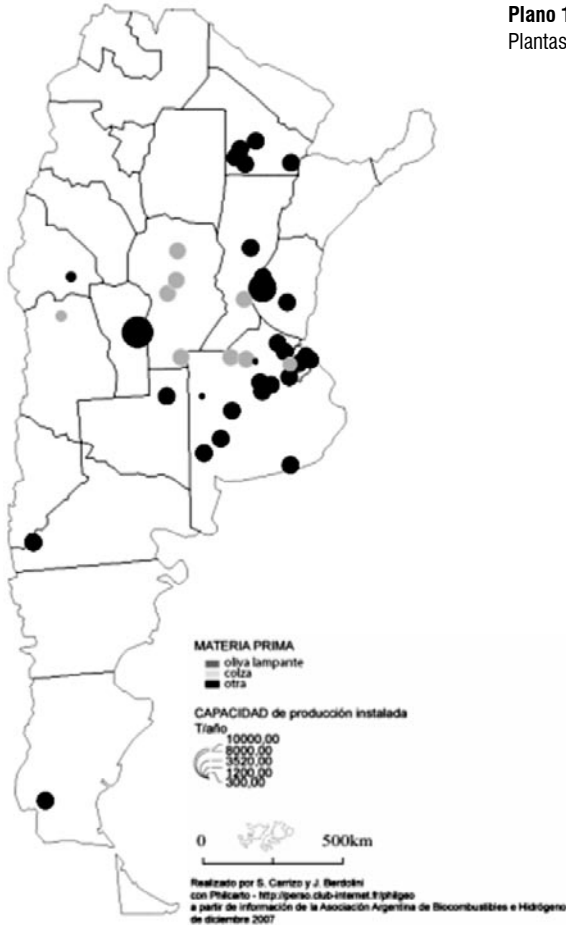 Plano 1
Plantas
MATERIA PRIMA
oliva lampante
colza
otra
CAPACIDAD de producción instalada
T/año
10000,00
8000,00
3520,00
1200,00
300,00
0 500km
Realizado por S. Carrizo y J. Berdolini
con Philcarto - http://perso.club-internet.fr/philgeo
a partir de información de la Asociación Argentina de Biocombustibles e Hidrógeno
de diciembre 2007